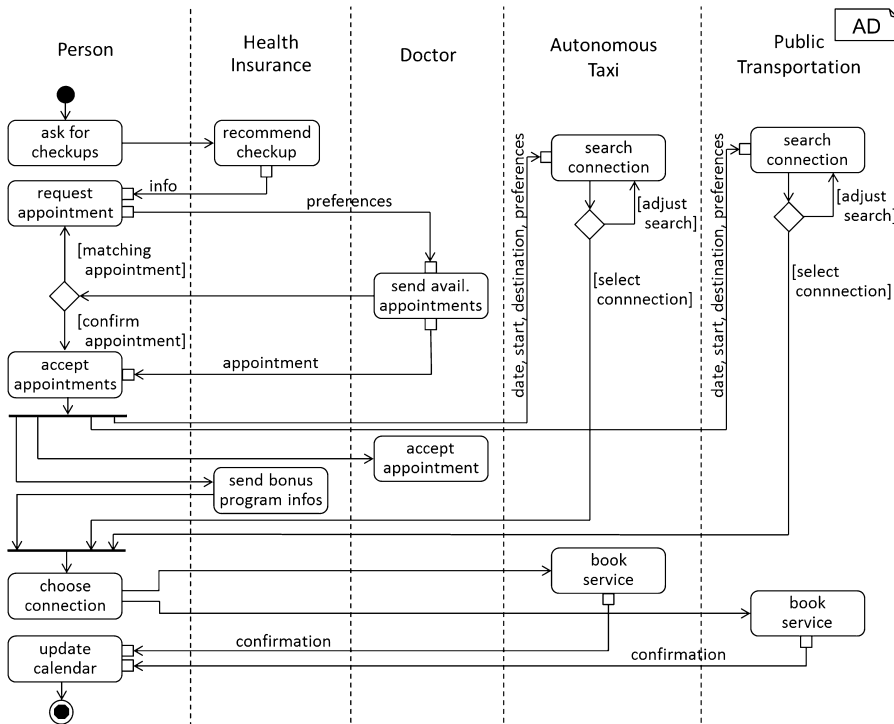 AD
Person
Health
Insurance
Doctor
Autonomous
Taxi
Public
Transportation
ask for
checkups
recommend
checkup
search
connection
search
connection
info
request
appointment
preferences
[adjust
search]
[adjust
search]
date, start, destination, preferences
date, start, destination, preferences
[matching
appointment]
send avail.
appointments
[select
connnection]
[select
connnection]
[confirm
appointment]
accept
appointments
appointment
accept
appointment
send bonus
program infos
choose
connection
book
service
book
service
update
calendar
confirmation
confirmation